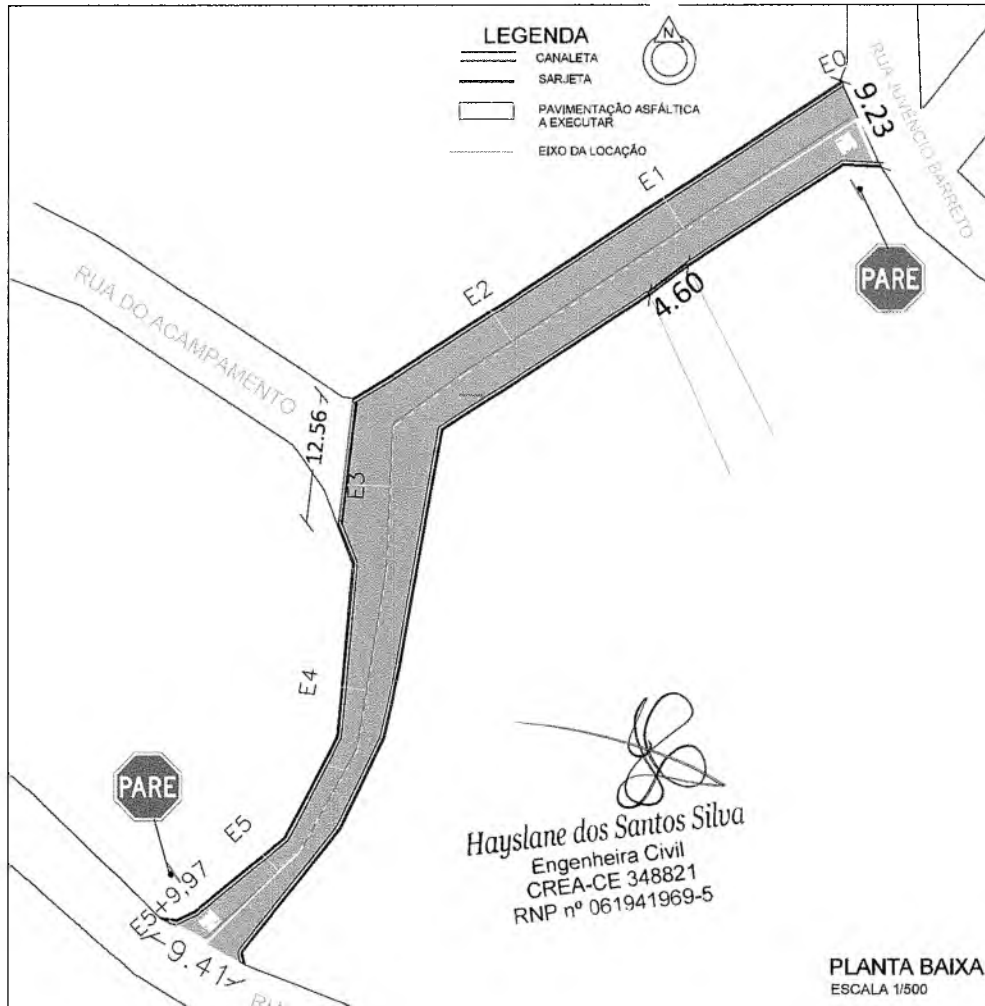 LEGENDA
CANALETA
SARJETA
PAVIMENTAÇÃO ASFÁLTICA
A EXECUTAR
EIXO DA LOCAÇÃO
N
E0
9.23
RUA JUVÊNCIO BARRETO
E1
PARE
4.60
E2
RUA DO ACAMPAMENTO
12.56
E3
E4
PARE
E5
E5+9,97
9.41
RUA
Hayslane dos Santos Silva
Engenheira Civil
CREA-CE 348821
RNP nº 061941969-5
PLANTA BAIXA
ESCALA 1/500